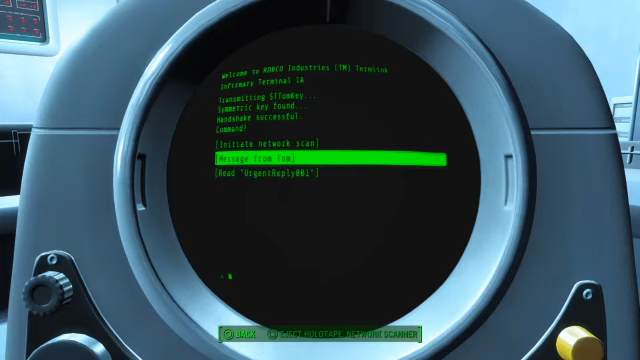 Welcome to ROBCO Industries (TM) Termlink
Infirmary Terminal 1A
Transmitting $TTomKey...
Symmetric key found...
Handshake successful.
Command?
[Initiate network scan]
[Message from Tom]
[Read "UrgentReply001"]
>
BACK
EJECT HOLOTAPE, NETWORK SCANNER